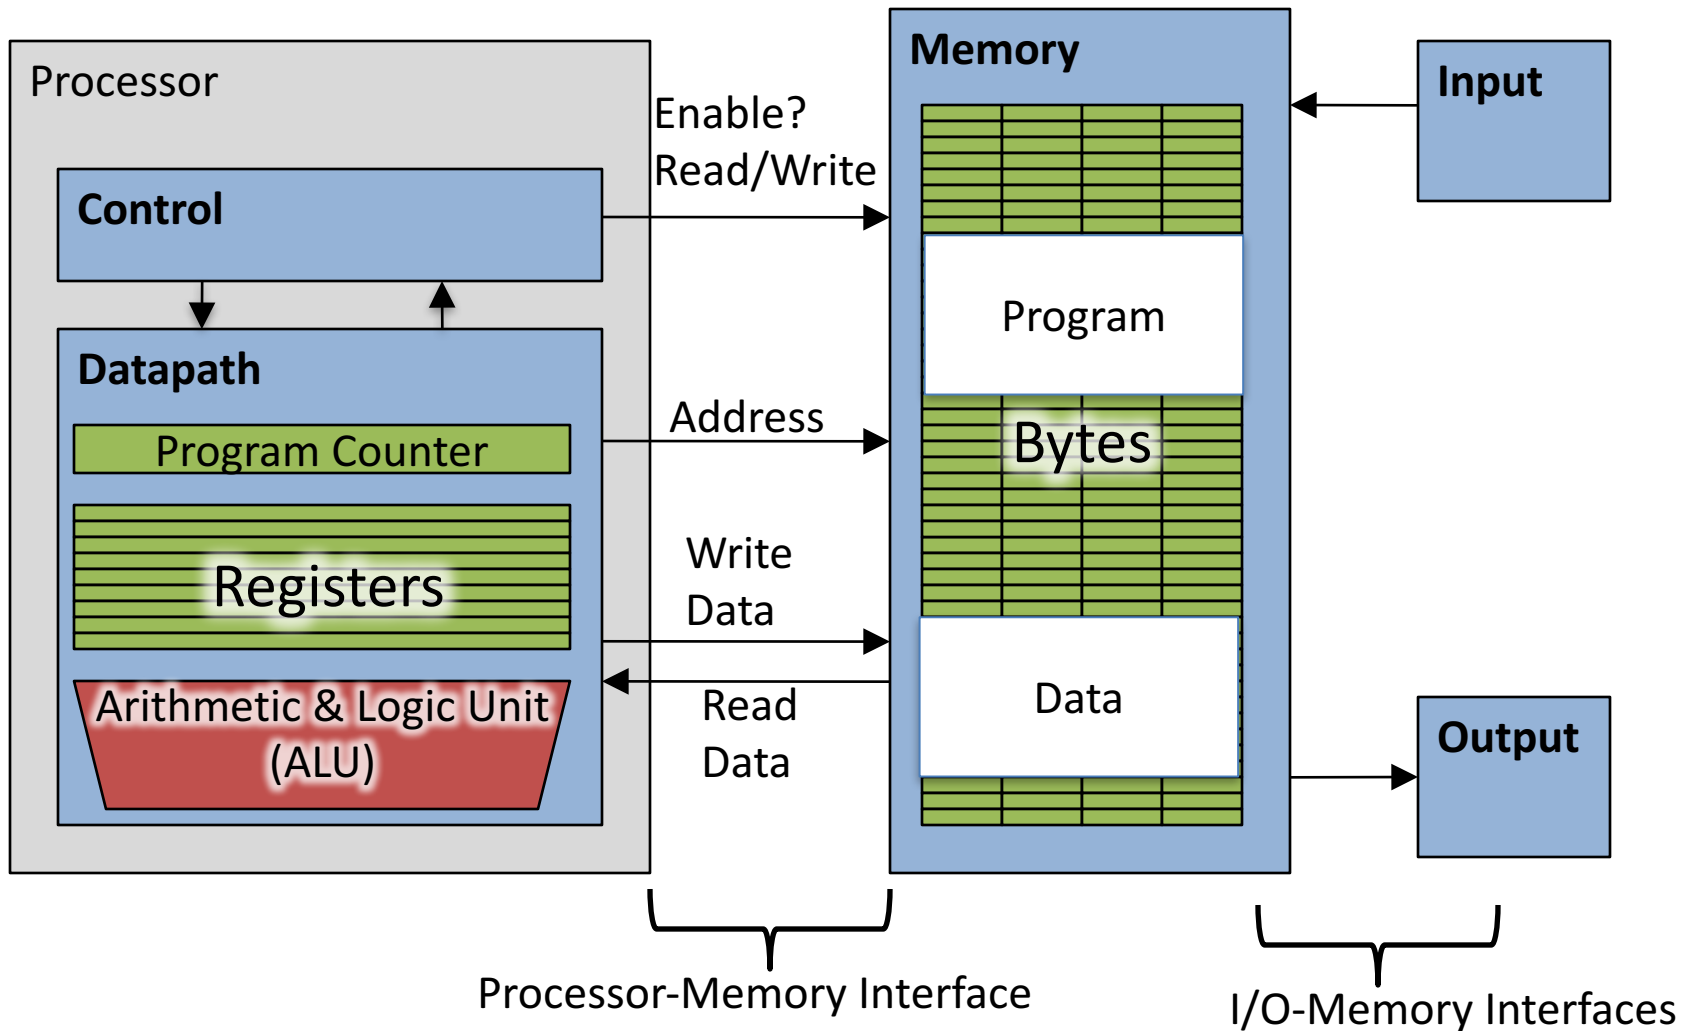 Processor
Control
Datapath
Program Counter
Registers
Arithmetic & Logic Unit
(ALU)
Enable?
Read/Write
Address
Write
Data
Read
Data
Processor-Memory Interface
Memory
Program
Bytes
Data
Input
Output
I/O-Memory Interfaces